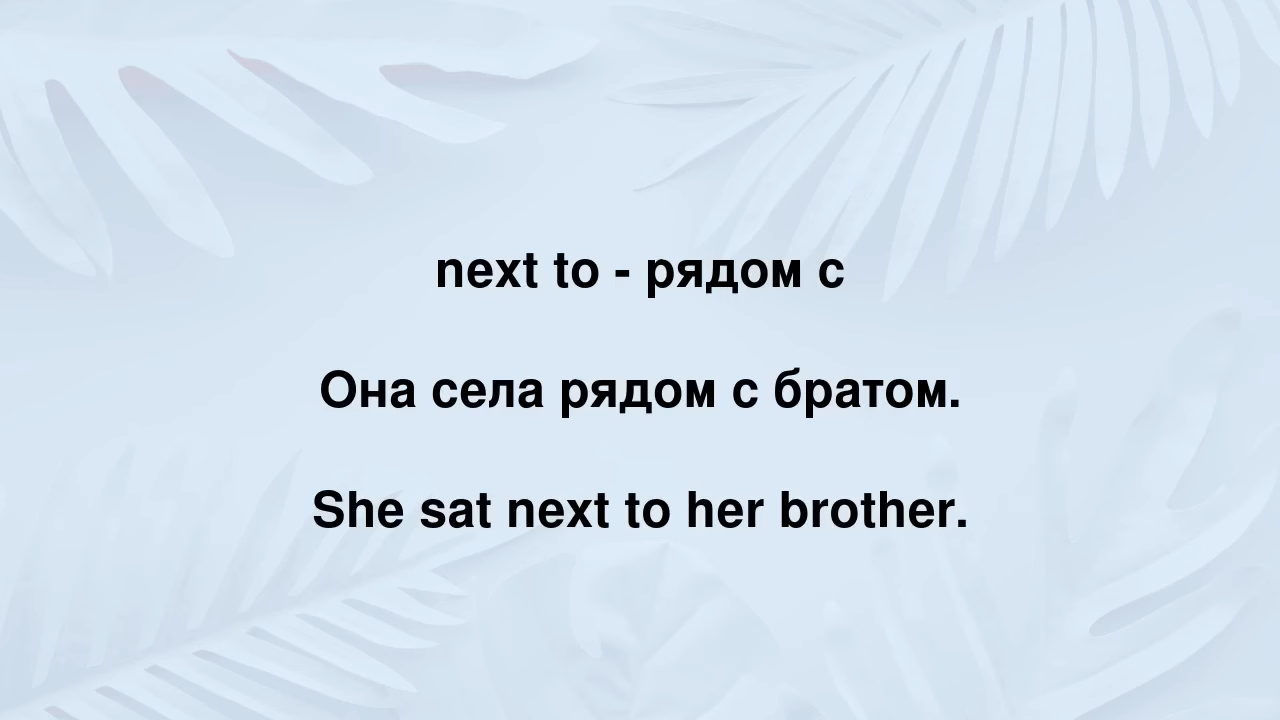 next to - рядом с
Она села рядом с братом.
She sat next to her brother.